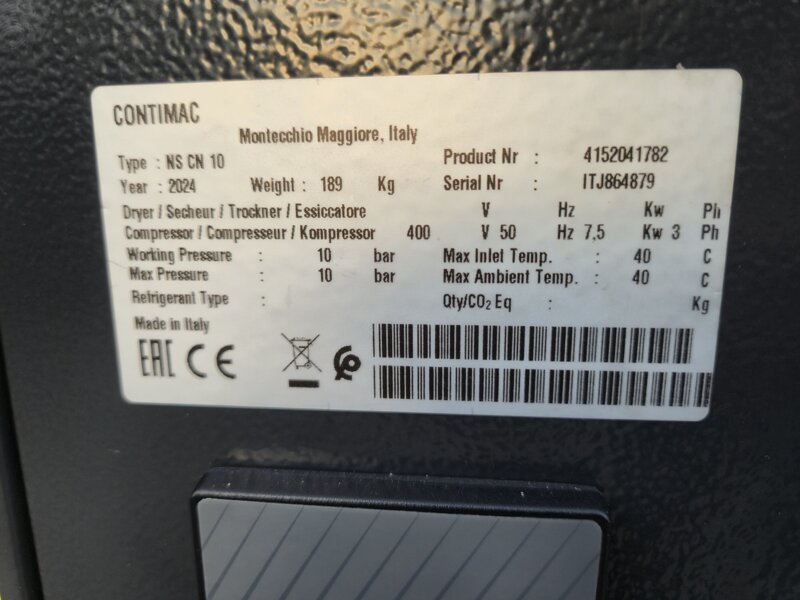 CONTIMAC
Montecchio Maggiore, Italy
Type : NS CN 10 Product Nr : 4152041782
Year : 2024 Weight : 189 Kg Serial Nr : ITJ864879
Dryer / Secheur / Trockner / Essiccatore V Hz Kw Ph
Compressor / Compresseur / Kompressor 400 V 50 Hz 7,5 Kw 3 Ph
Working Pressure : 10 bar Max Inlet Temp. : 40 C
Max Pressure : 10 bar Max Ambient Temp. : 40 C
Refrigerant Type : Qty/CO₂ Eq : Kg
Made in Italy
EAC CE